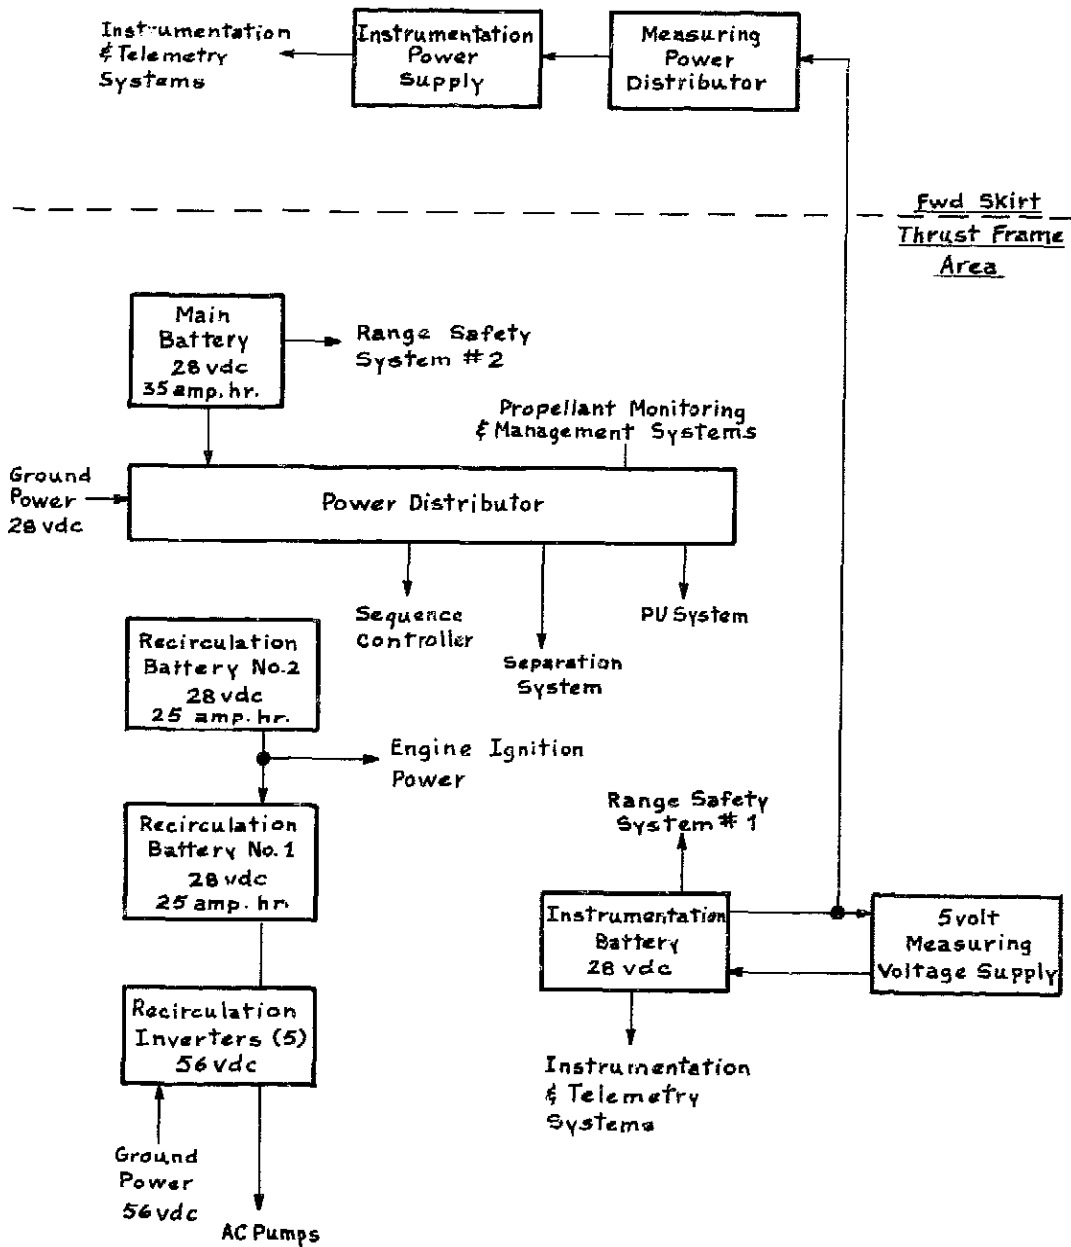 Instrumentation
& Telemetry
Systems
Instrumentation
Power
Supply
Measuring
Power
Distributor
Fwd Skirt
Thrust Frame
Area
Main
Battery
28 vdc
35 amp. hr.
Range Safety
System #2
Propellant Monitoring
& Management Systems
Ground
Power
28 vdc
Power Distributor
Sequence
Controller
Separation
System
PU System
Recirculation
Battery No. 2
28 vdc
25 amp. hr.
Engine Ignition
Power
Recirculation
Battery No. 1
28 vdc
25 amp. hr.
Range Safety
System #1
Instrumentation
Battery
28 vdc
5 volt
Measuring
Voltage Supply
Recirculation
Inverters (5)
56 vdc
Instrumentation
& Telemetry
Systems
Ground
Power
56 vdc
AC Pumps